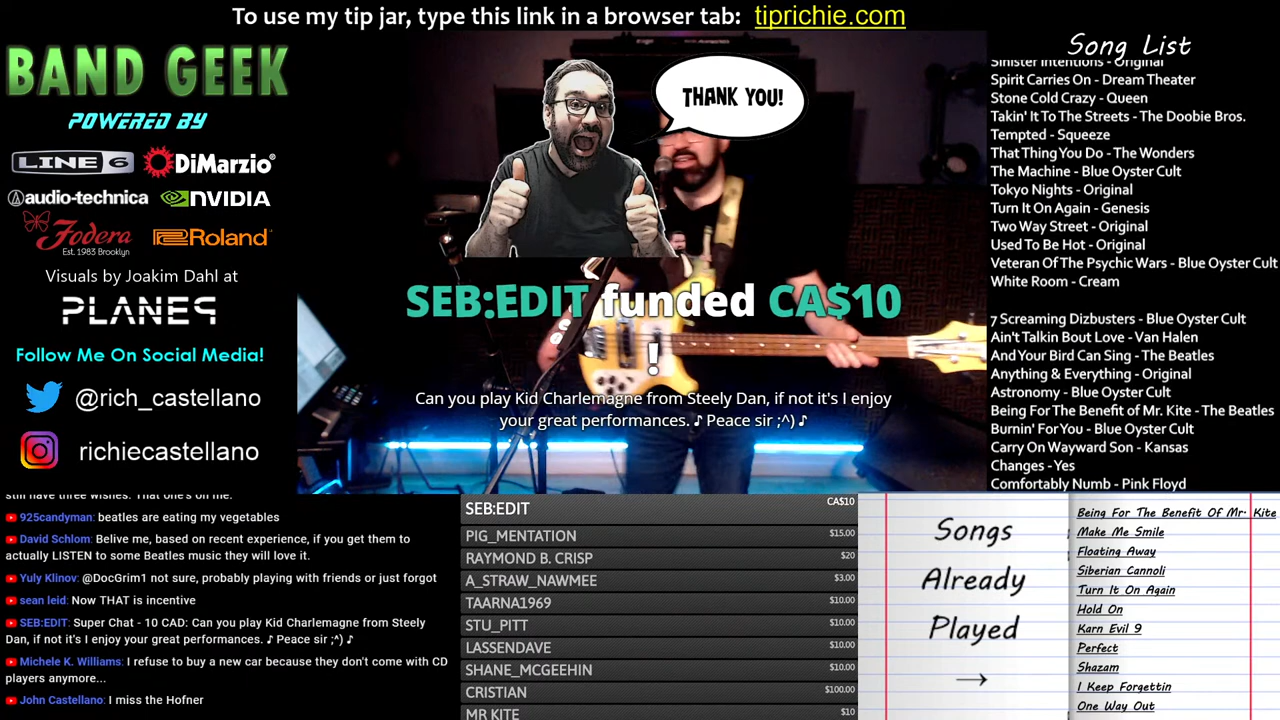 To use my tip jar, type this link in a browser tab: tiprichie.com
BAND GEEK
POWERED BY
LINE 6
DiMarzio
audio-technica
NVIDIA
Fodera
Est. 1983 Brooklyn
Roland
Visuals by Joakim Dahl at
PLANE9
Follow Me On Social Media!
@rich_castellano
richiecastellano
THANK YOU!
SEB:EDIT funded CA$10
!
Can you play Kid Charlemagne from Steely Dan, if not it's I enjoy
your great performances. ♪ Peace sir ;^) ♪
Song List
Sinister Intentions - Original
Spirit Carries On - Dream Theater
Stone Cold Crazy - Queen
Takin' It To The Streets - The Doobie Bros.
Tempted - Squeeze
That Thing You Do - The Wonders
The Machine - Blue Oyster Cult
Tokyo Nights - Original
Turn It On Again - Genesis
Two Way Street - Original
Used To Be Hot - Original
Veteran Of The Psychic Wars - Blue Oyster Cult
White Room - Cream
7 Screaming Dizbusters - Blue Oyster Cult
Ain't Talkin Bout Love - Van Halen
And Your Bird Can Sing - The Beatles
Anything & Everything - Original
Astronomy - Blue Oyster Cult
Being For The Benefit of Mr. Kite - The Beatles
Burnin' For You - Blue Oyster Cult
Carry On Wayward Son - Kansas
Changes - Yes
Comfortably Numb - Pink Floyd
still have three wishes. That one's on me.
925candyman: beatles are eating my vegetables
David Schlom: Belive me, based on recent experience, if you get them to
actually LISTEN to some Beatles music they will love it.
Yuly Klinov: @DocGrim1 not sure, probably playing with friends or just forgot
sean leid: Now THAT is incentive
SEB:EDIT: Super Chat - 10 CAD: Can you play Kid Charlemagne from Steely
Dan, if not it's I enjoy your great performances. ♪ Peace sir ;^) ♪
Michele K. Williams: I refuse to buy a new car because they don't come with CD
players anymore...
John Castellano: I miss the Hofner
SEB:EDIT CA$10
PIG_MENTATION $15.00
RAYMOND B. CRISP $20
A_STRAW_NAWMEE $3.00
TAARNA1969 $10.00
STU_PITT $10.00
LASSENDAVE $10.00
SHANE_MCGEEHIN $10.00
CRISTIAN $100.00
MR KITE $10
Songs
Already
Played
→
Being For The Benefit Of Mr. Kite
Make Me Smile
Floating Away
Siberian Cannoli
Turn It On Again
Hold On
Karn Evil 9
Perfect
Shazam
I Keep Forgettin
One Way Out